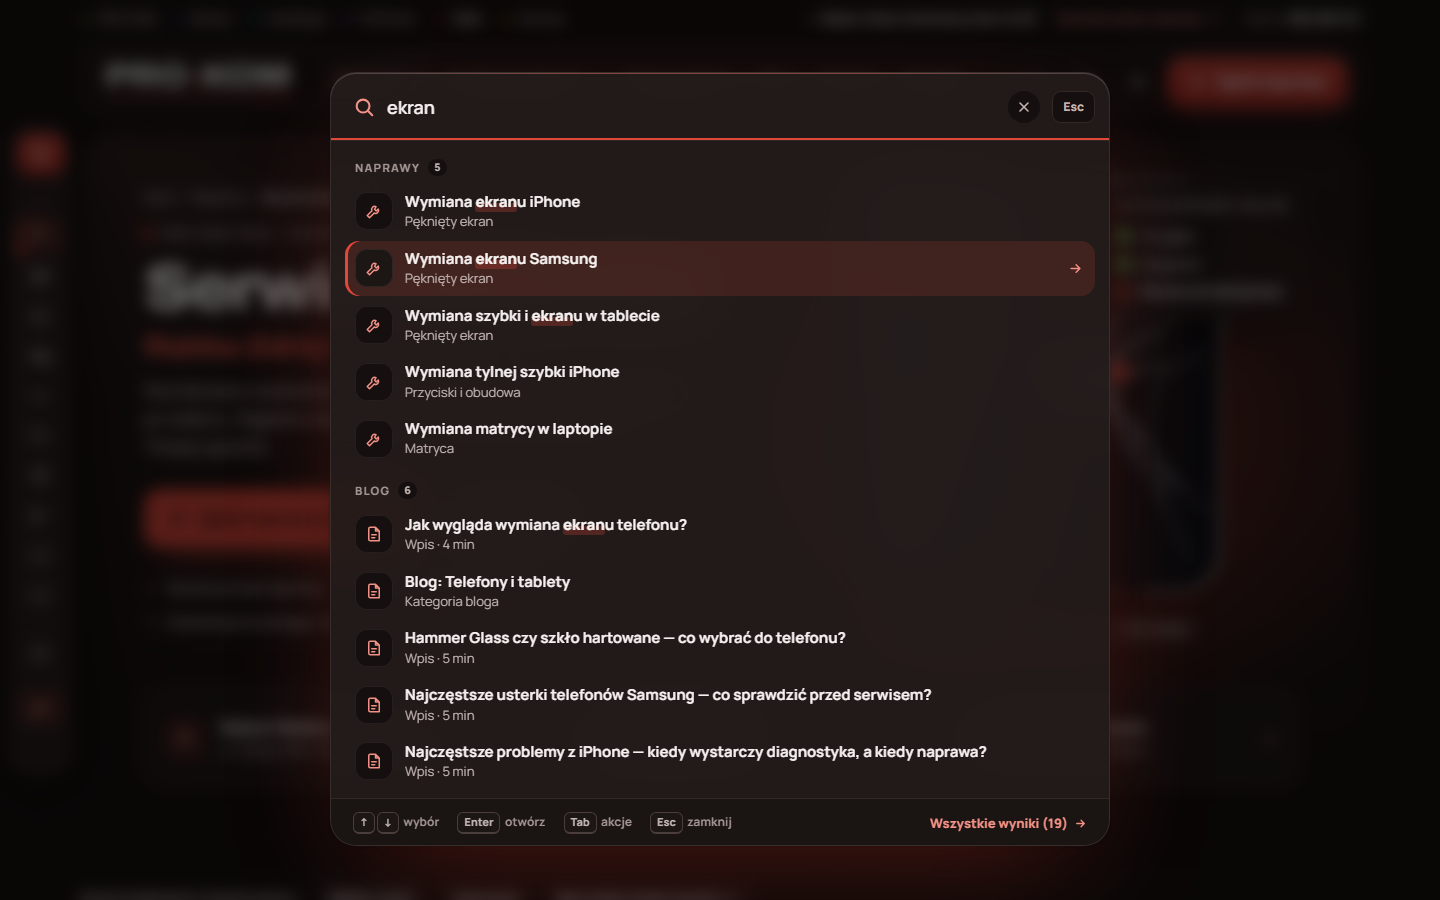 ekran
Esc
NAPRAWY 5
Wymiana ekranu iPhone
Pęknięty ekran
Wymiana ekranu Samsung
Pęknięty ekran
Wymiana szybki i ekranu w tablecie
Pęknięty ekran
Wymiana tylnej szybki iPhone
Przyciski i obudowa
Wymiana matrycy w laptopie
Matryca
BLOG 6
Jak wygląda wymiana ekranu telefonu?
Wpis · 4 min
Blog: Telefony i tablety
Kategoria bloga
Hammer Glass czy szkło hartowane — co wybrać do telefonu?
Wpis · 5 min
Najczęstsze usterki telefonów Samsung — co sprawdzić przed serwisem?
Wpis · 5 min
Najczęstsze problemy z iPhone — kiedy wystarczy diagnostyka, a kiedy naprawa?
Wpis · 5 min
↑ ↓ wybór Enter otwórz Tab akcje Esc zamknij Wszystkie wyniki (19) →